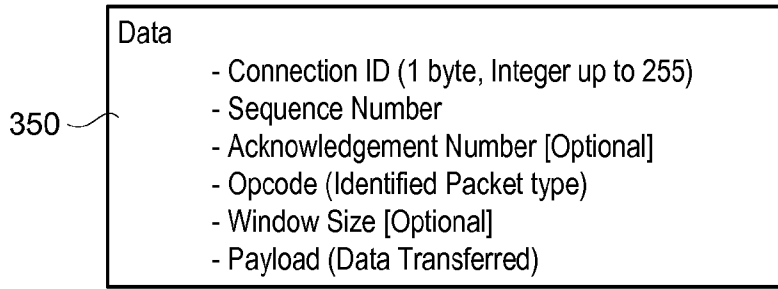 Data
- Connection ID (1 byte, Integer up to 255)
- Sequence Number
350
- Acknowledgement Number [Optional]
- Opcode (Identified Packet type)
- Window Size [Optional]
- Payload (Data Transferred)